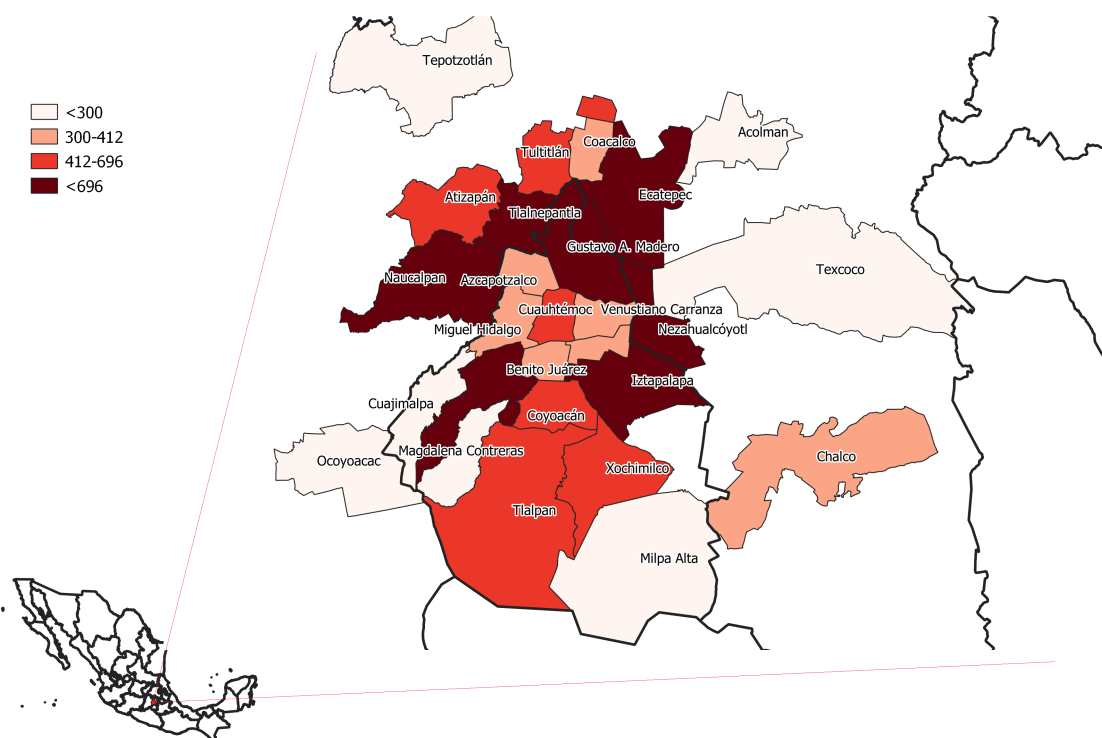 Tepotzotlán
<300
300-412
412-696
<696
Acolman
Coacalco
Tultitlán
Ecatepec
Atizapán
Tlalnepantla
Gustavo A. Madero
Texcoco
Naucalpan
Azcapotzalco
Cuauhtémoc
Venustiano Carranza
Miguel Hidalgo
Nezahualcóyotl
Benito Juárez
Iztapalapa
Cuajimalpa
Coyoacán
Magdalena Contreras
Chalco
Ocoyoacac
Xochimilco
Tlalpan
Milpa Alta